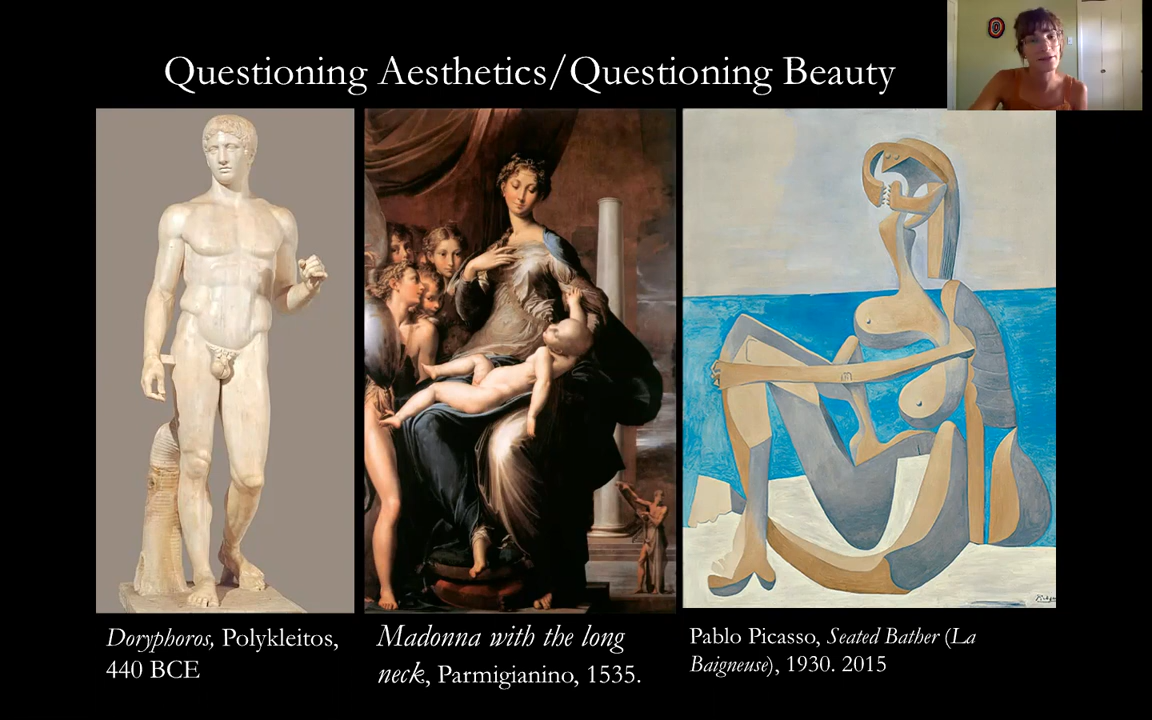 Questioning Aesthetics/Questioning Beauty
Doryphoros, Polykleitos,
440 BCE
Madonna with the long
neck, Parmigianino, 1535.
Pablo Picasso, Seated Bather (La
Baigneuse), 1930. 2015